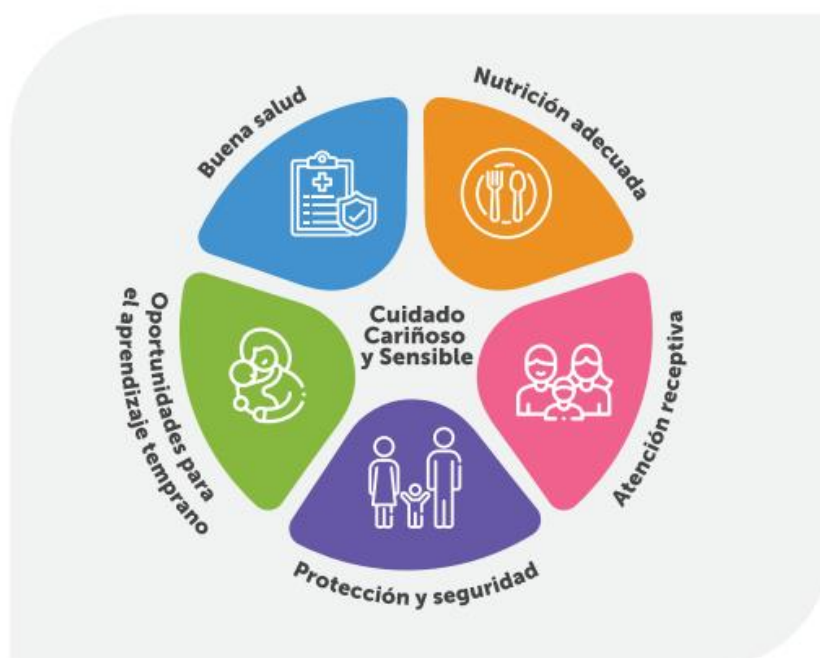 Buena salud
Nutrición adecuada
Cuidado
Cariñoso
y Sensible
Oportunidades para
el aprendizaje temprano
Atención receptiva
Protección y seguridad